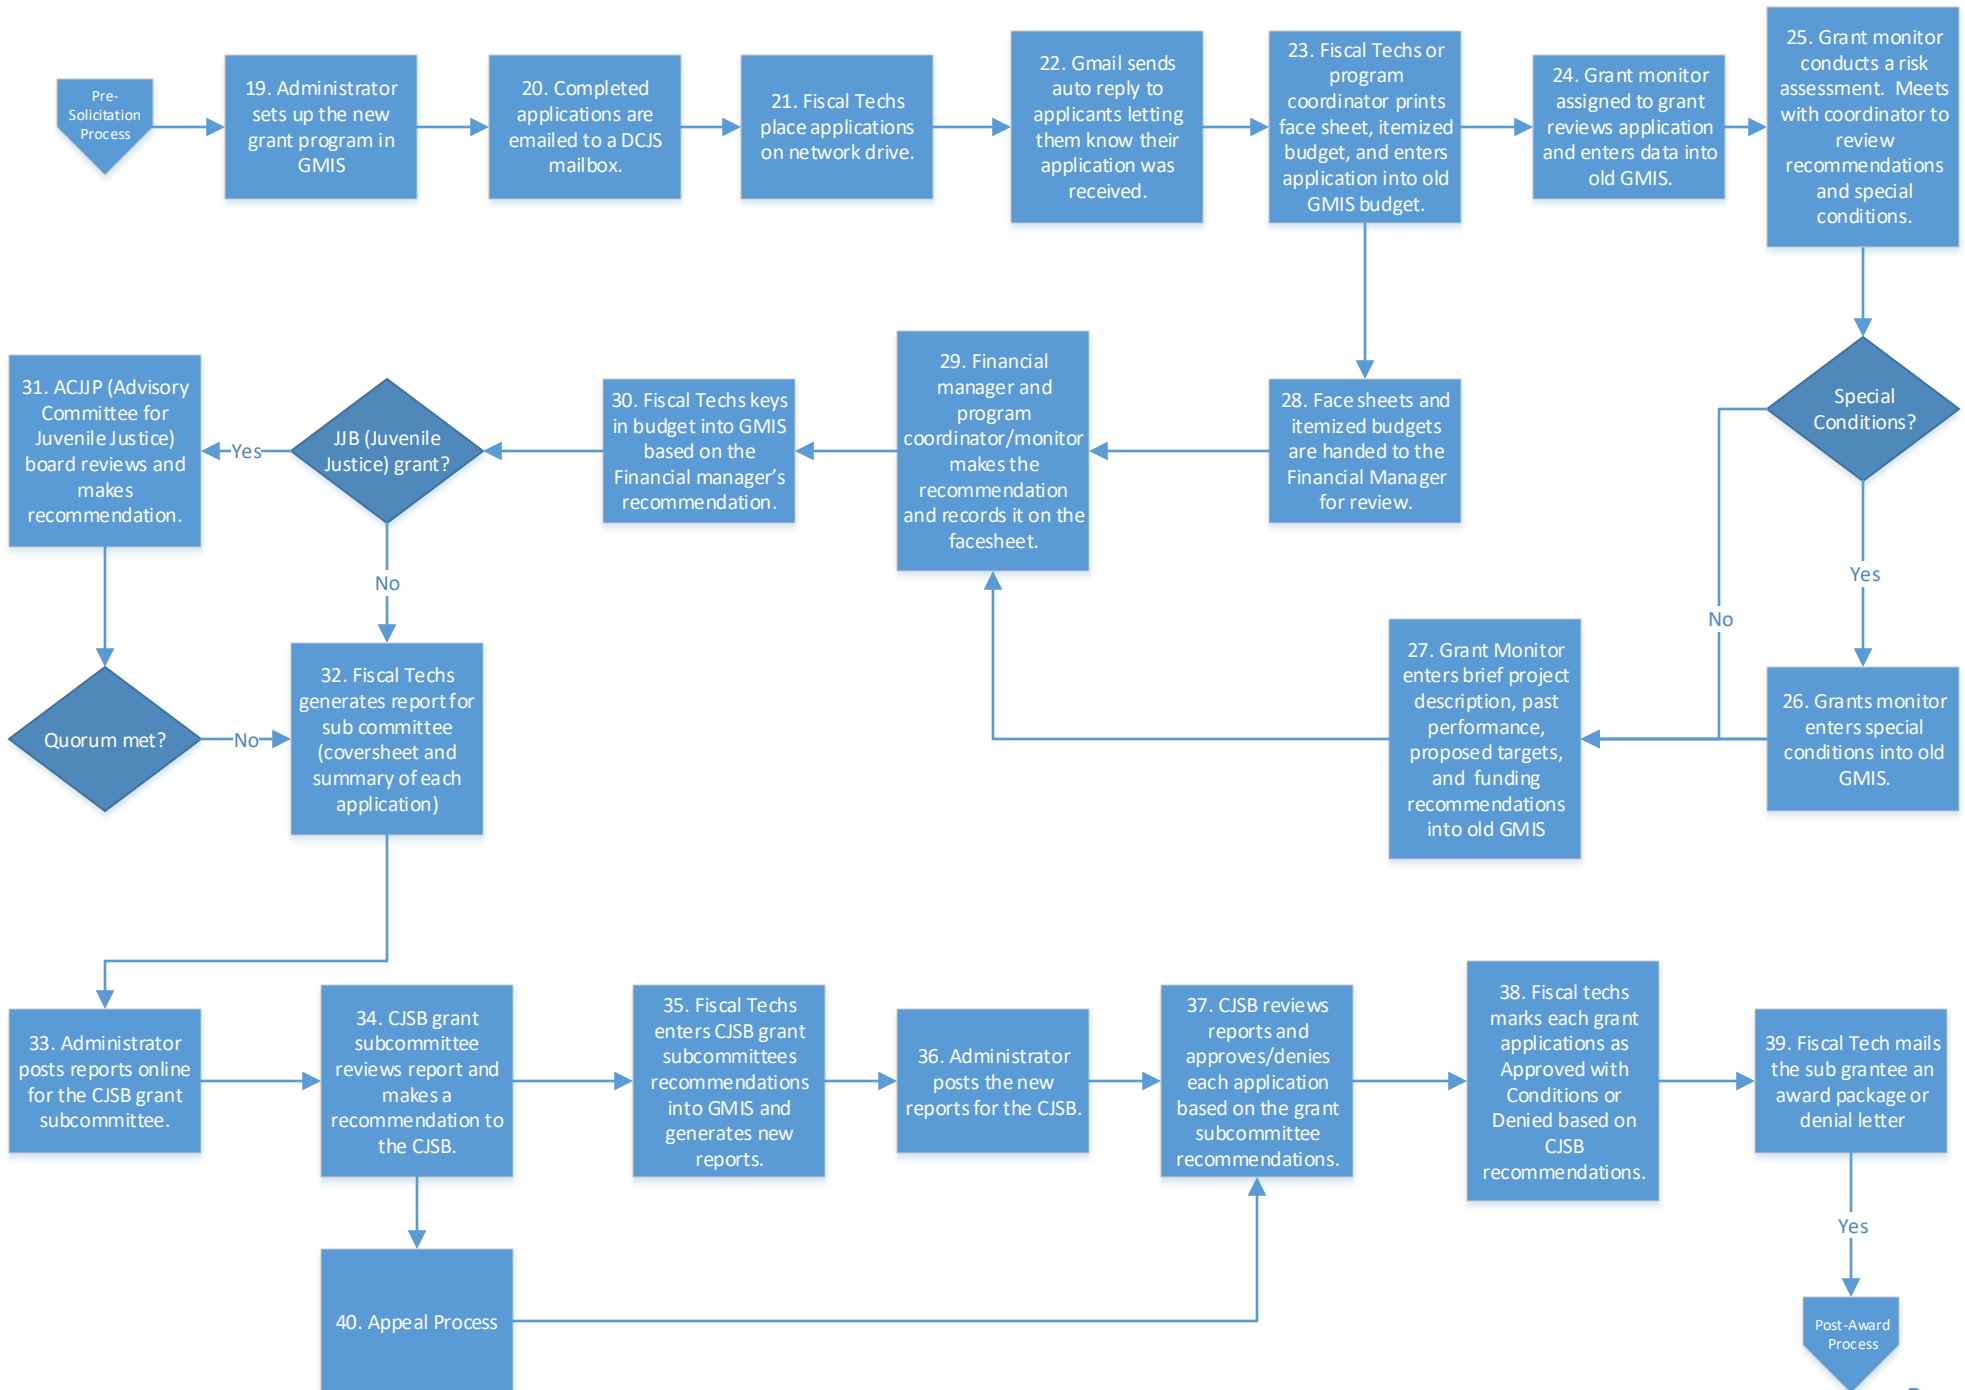 Pre-
Solicitation
Process
19. Administrator
sets up the new
grant program in
GMIS
20. Completed
applications are
emailed to a DCJS
mailbox.
21. Fiscal Techs
place applications
on network drive.
22. Gmail sends
auto reply to
applicants letting
them know their
application was
received.
23. Fiscal Techs or
program
coordinator prints
face sheet, itemized
budget, and enters
application into old
GMIS budget.
24. Grant monitor
assigned to grant
reviews application
and enters data into
old GMIS.
25. Grant monitor
conducts a risk
assessment. Meets
with coordinator to
review
recommendations
and special
conditions.
31. ACJJP (Advisory
Committee for
Juvenile Justice)
board reviews and
makes
recommendation.
Yes
JJB (Juvenile
Justice) grant?
30. Fiscal Techs keys
in budget into GMIS
based on the
Financial manager’s
recommendation.
29. Financial
manager and
program
coordinator/monitor
makes the
recommendation
and records it on the
facesheet.
28. Face sheets and
itemized budgets
are handed to the
Financial Manager
for review.
Special
Conditions?
No
Yes
No
Quorum met?
No
32. Fiscal Techs
generates report for
sub committee
(coversheet and
summary of each
application)
27. Grant Monitor
enters brief project
description, past
performance,
proposed targets,
and funding
recommendations
into old GMIS
26. Grants monitor
enters special
conditions into old
GMIS.
33. Administrator
posts reports online
for the CJSB grant
subcommittee.
34. CJSB grant
subcommittee
reviews report and
makes a
recommendation to
the CJSB.
35. Fiscal Techs
enters CJSB grant
subcommittees
recommendations
into GMIS and
generates new
reports.
36. Administrator
posts the new
reports for the CJSB.
37. CJSB reviews
reports and
approves/denies
each application
based on the grant
subcommittee
recommendations.
38. Fiscal techs
marks each grant
applications as
Approved with
Conditions or
Denied based on
CJSB
recommendations.
39. Fiscal Tech mails
the sub grantee an
award package or
denial letter
Yes
40. Appeal Process
Post-Award
Process